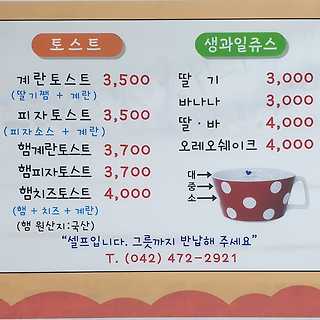 토스트
계란토스트 3,500
(딸기쨈 + 계란)
피자토스트 3,500
(피자소스 + 계란)
햄계란토스트 3,700
햄피자토스트 3,700
햄치즈토스트 4,000
(햄 + 치즈 + 계란)
(햄 원산지:국산)
생과일쥬스
딸 기 3,000
바나나 3,000
딸·바 4,000
오레오쉐이크 4,000
대
중
소
"셀프입니다. 그릇까지 반납해 주세요"
T. (042) 472-2921